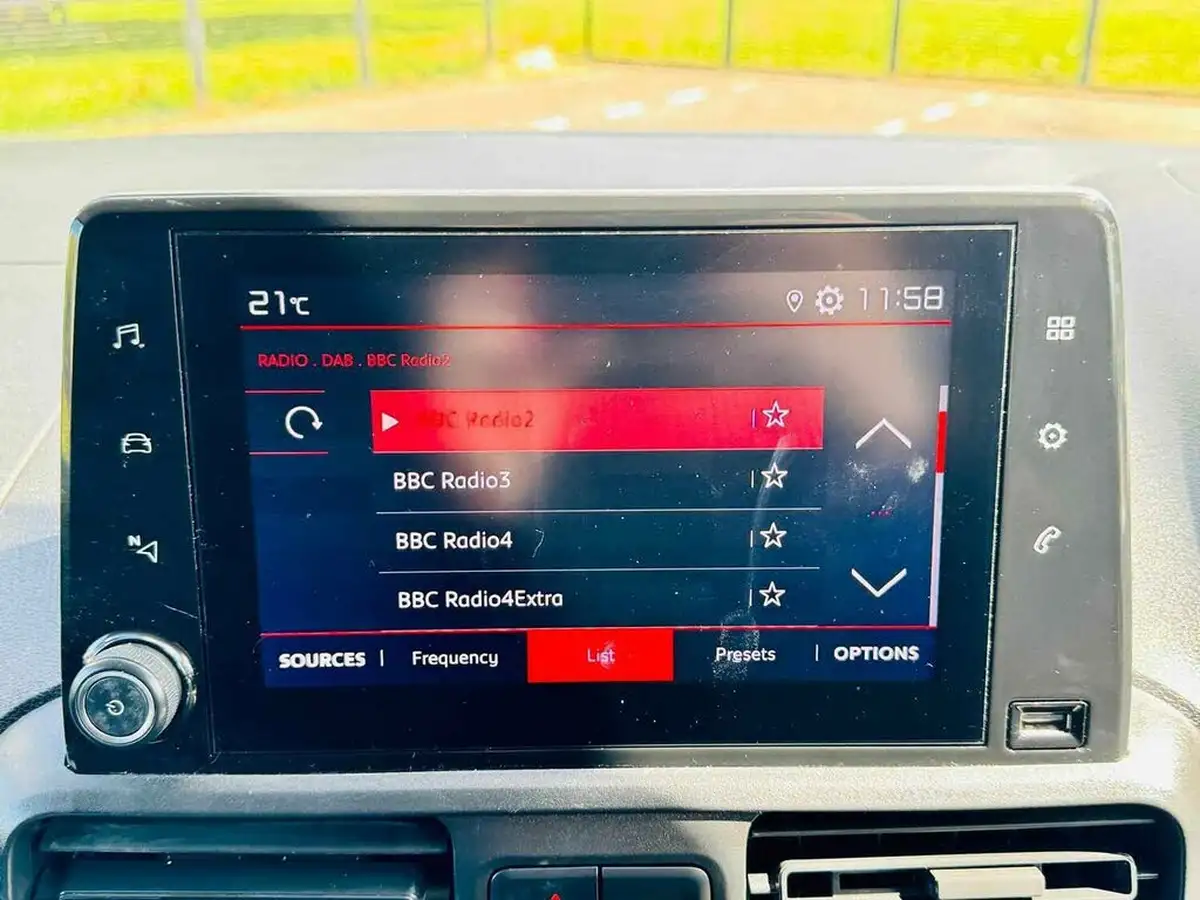 21°C 11:58
RADIO . DAB . BBC Radio2
BBC Radio2
BBC Radio3
BBC Radio4
BBC Radio4Extra
SOURCES | Frequency List Presets | OPTIONS
N